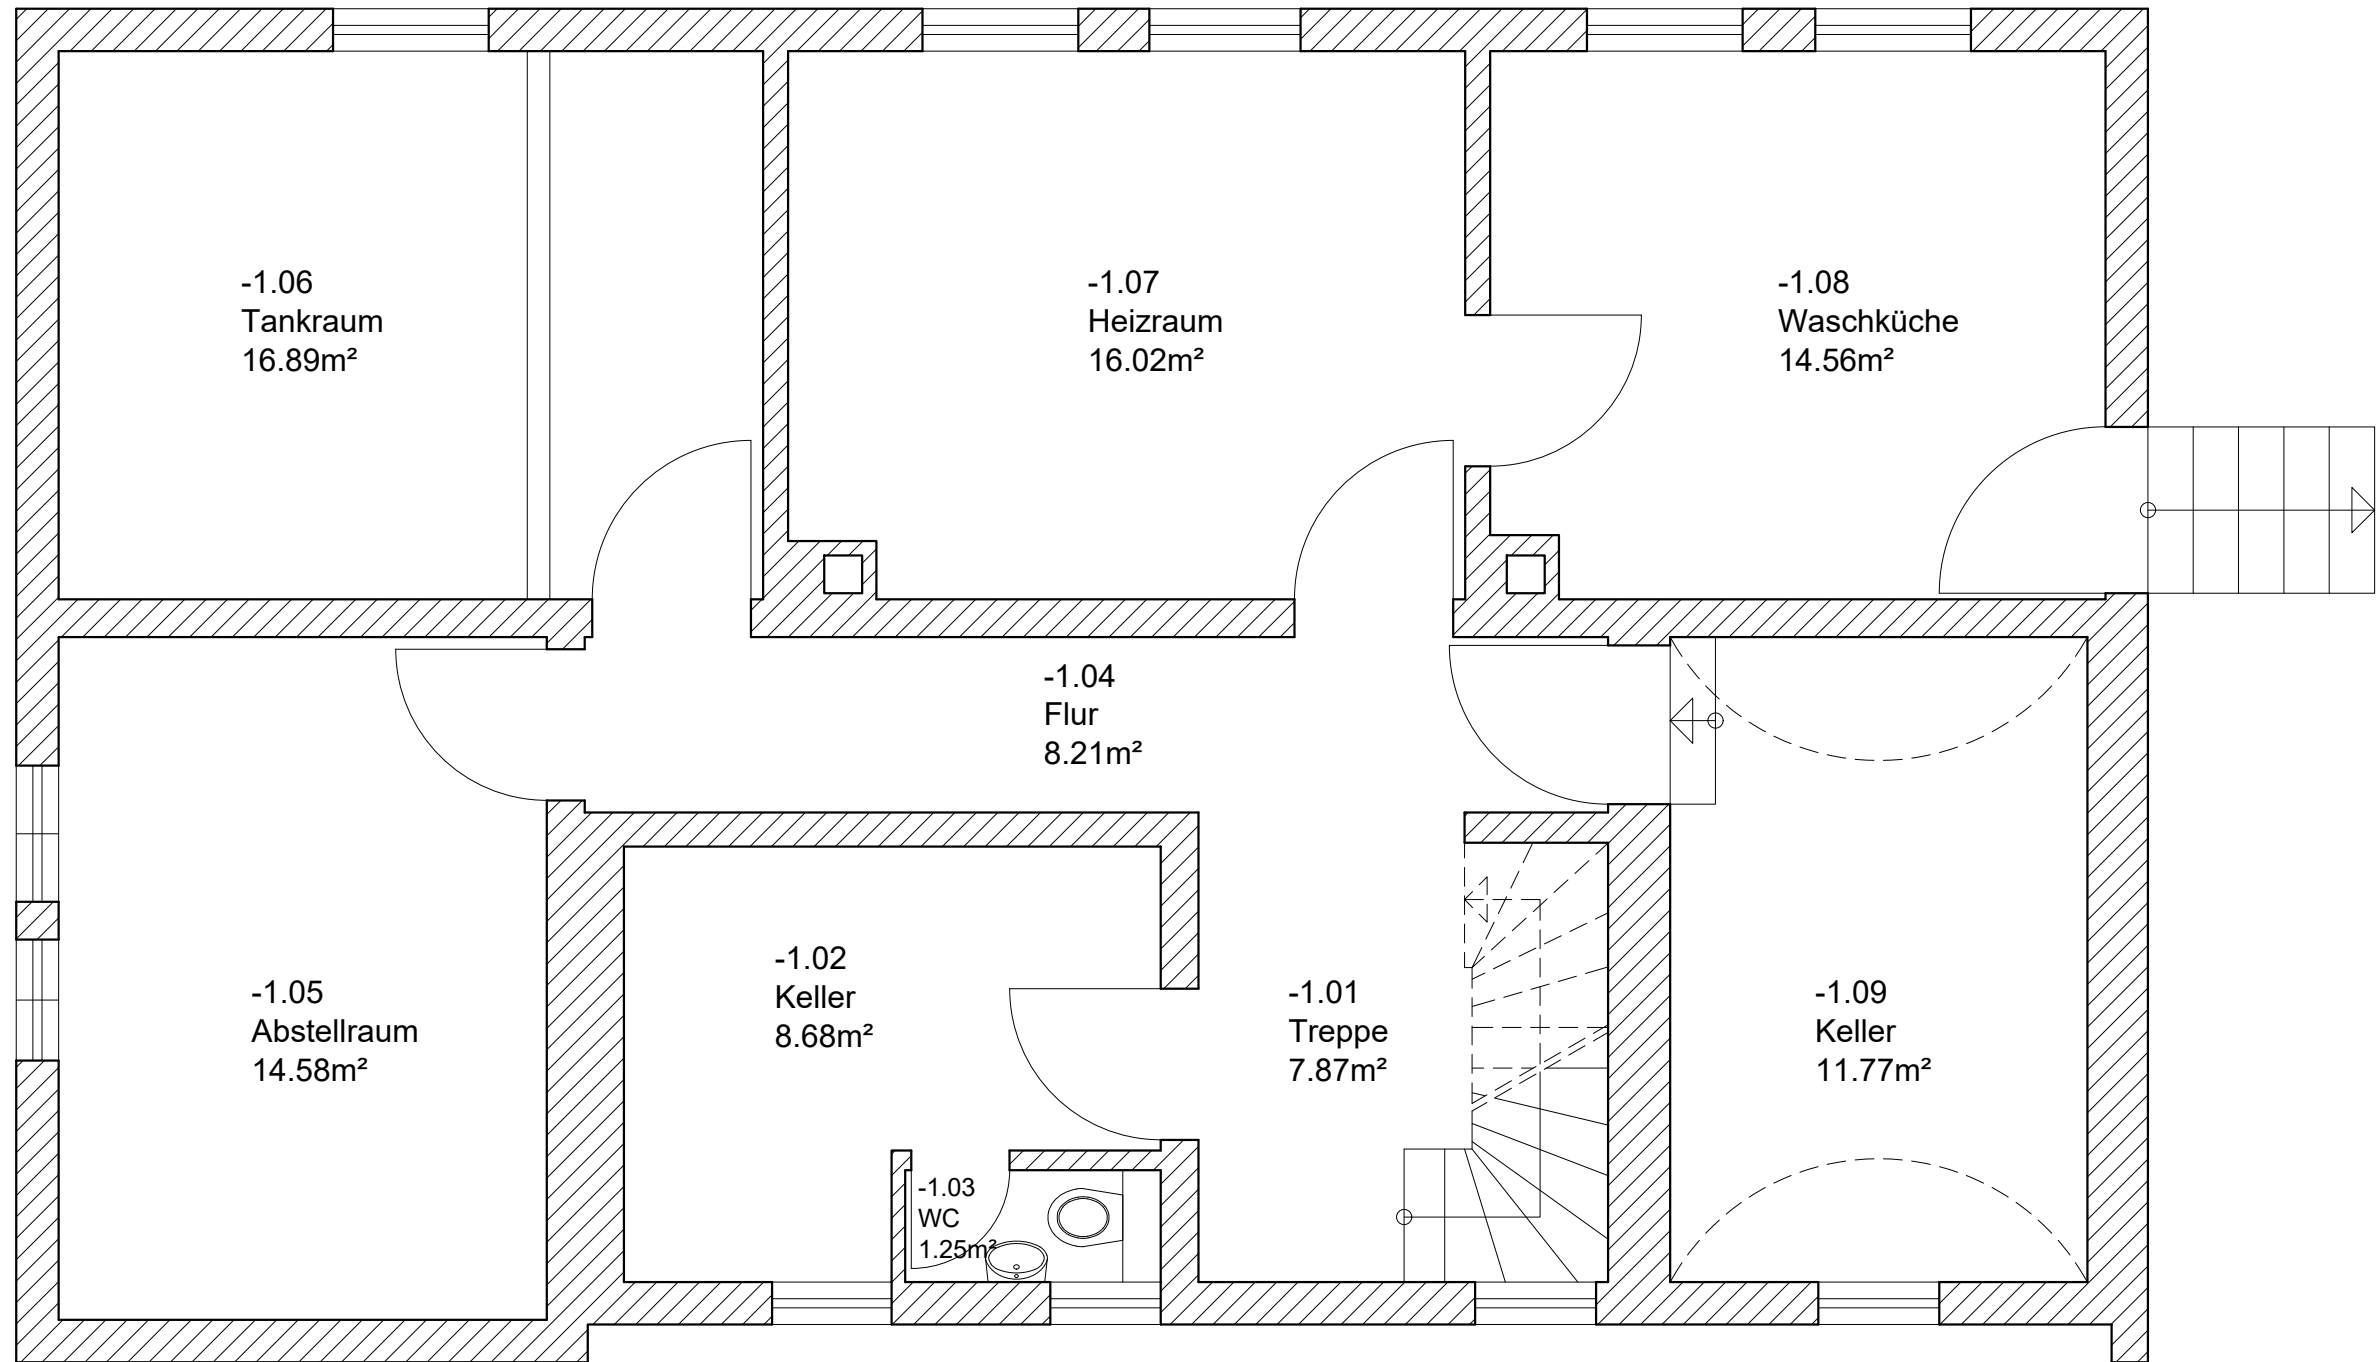 -1.06
Tankraum
16.89m²
-1.07
Heizraum
16.02m²
-1.08
Waschküche
14.56m²
-1.04
Flur
8.21m²
-1.05
Abstellraum
14.58m²
-1.02
Keller
8.68m²
-1.03
WC
1.25m²
-1.01
Treppe
7.87m²
-1.09
Keller
11.77m²